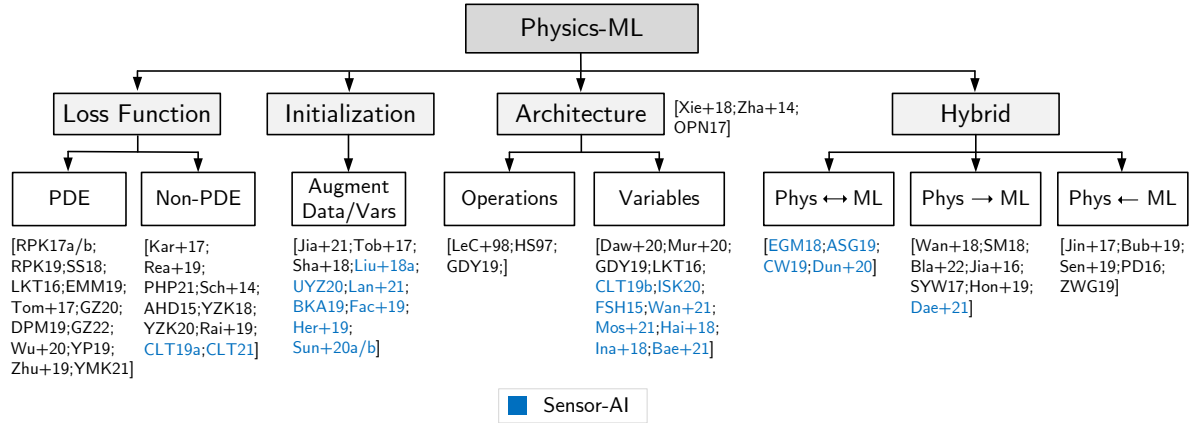 Physics-ML
Loss Function
Initialization
Architecture
[Xie+18;Zha+14;
OPN17]
Hybrid
PDE
[RPK17a/b;
RPK19;SS18;
LKT16;EMM19;
Tom+17;GZ20;
DPM19;GZ22;
Wu+20;YP19;
Zhu+19;YMK21]
Non-PDE
[Kar+17;
Rea+19;
PHP21;Sch+14;
AHD15;YZK18;
YZK20;Rai+19;
CLT19a;CLT21]
Augment
Data/Vars
[Jia+21;Tob+17;
Sha+18;Liu+18a;
UYZ20;Lan+21;
BKA19;Fac+19;
Her+19;
Sun+20a/b]
Operations
[LeC+98;HS97;
GDY19;]
Variables
[Daw+20;Mur+20;
GDY19;LKT16;
CLT19b;ISK20;
FSH15;Wan+21;
Mos+21;Hai+18;
Ina+18;Bae+21]
Phys ↔ ML
[EGM18;ASG19;
CW19;Dun+20]
Phys → ML
[Wan+18;SM18;
Bla+22;Jia+16;
SYW17;Hon+19;
Dae+21]
Phys ← ML
[Jin+17;Bub+19;
Sen+19;PD16;
ZWG19]
Sensor-AI